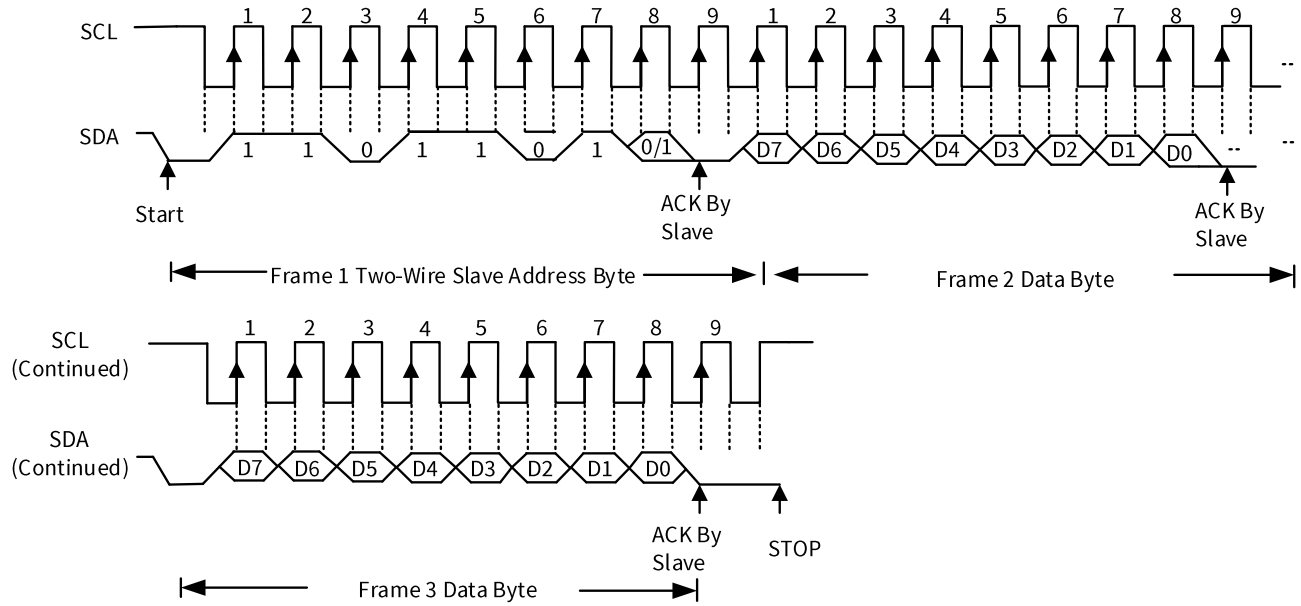 1 2 3 4 5 6 7 8 9 1 2 3 4 5 6 7 8 9
SCL
--
SDA
1 1 0 1 1 0 1 0/1 D7 D6 D5 D4 D3 D2 D1 D0 -- --
Start
ACK By
Slave
ACK By
Slave
Frame 1 Two-Wire Slave Address Byte
Frame 2 Data Byte
1 2 3 4 5 6 7 8 9
SCL
(Continued)
SDA
(Continued)
D7 D6 D5 D4 D3 D2 D1 D0
ACK By
Slave
STOP
Frame 3 Data Byte